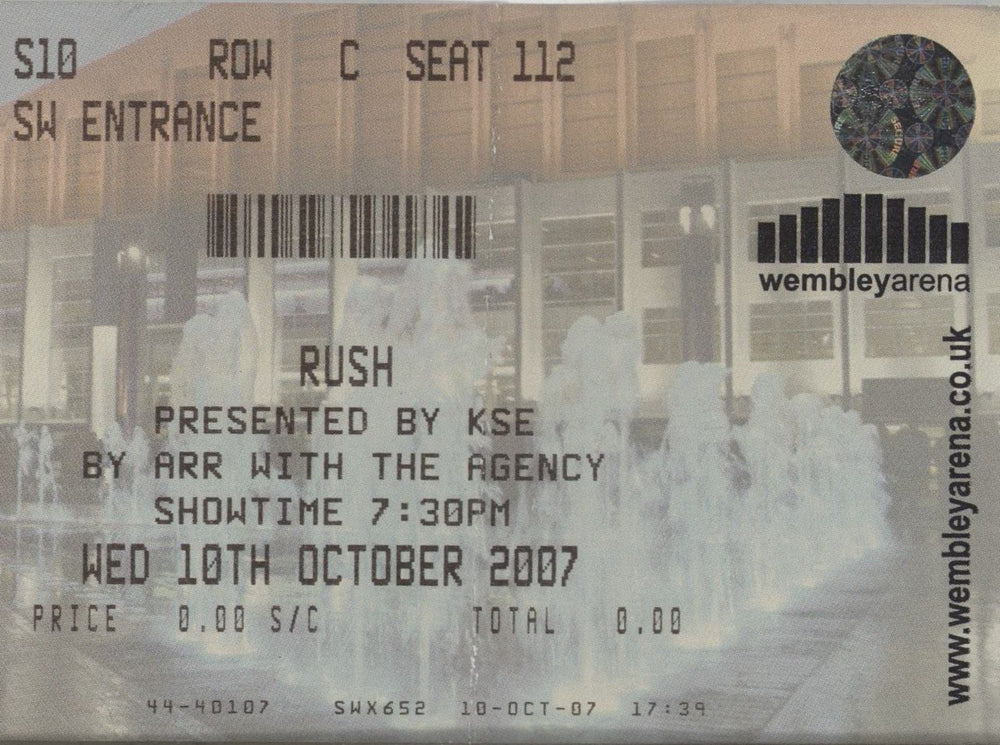 S10 ROW C SEAT 112
SW ENTRANCE
wembleyarena
RUSH
PRESENTED BY KSE
BY ARR WITH THE AGENCY
SHOWTIME 7:30PM
WED 10TH OCTOBER 2007
PRICE 0.00 S/C TOTAL 0.00
44-40107 SWX652 10-OCT-07 17:39
www.wembleyarena.co.uk